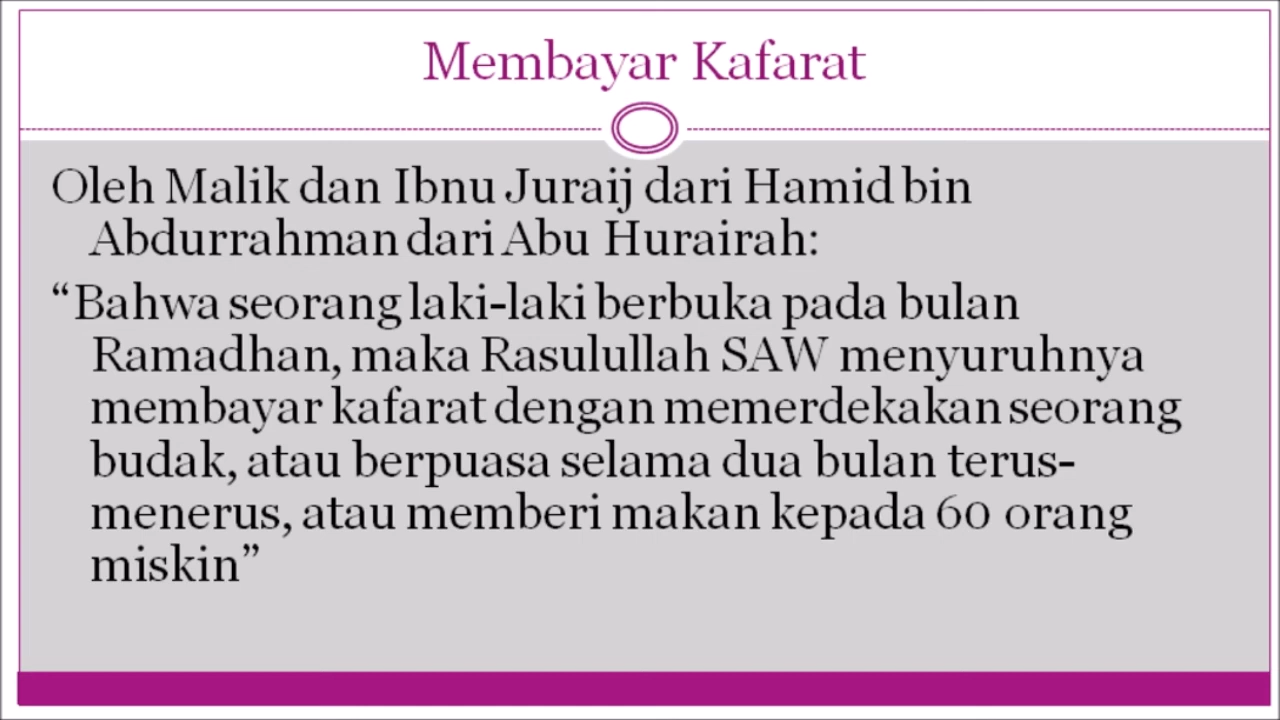 Membayar Kafarat
Oleh Malik dan Ibnu Juraij dari Hamid bin
Abdurrahman dari Abu Hurairah:
“Bahwa seorang laki-laki berbuka pada bulan
Ramadhan, maka Rasulullah SAW menyuruhnya
membayar kafarat dengan memerdekakan seorang
budak, atau berpuasa selama dua bulan terus-
menerus, atau memberi makan kepada 60 orang
miskin”